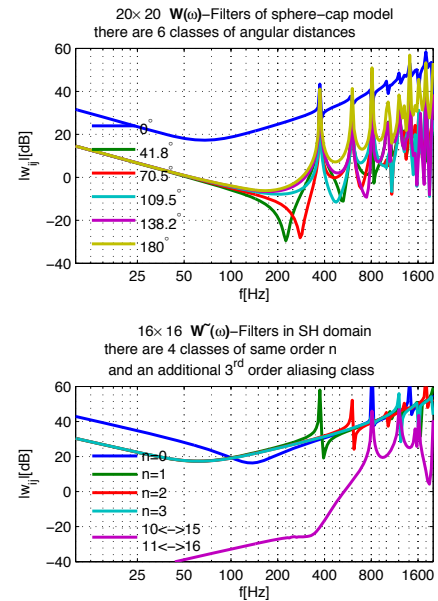 20× 20 W(ω)−Filters of sphere−cap model
there are 6 classes of angular distances
60
40
20
0
−20
−40
|w_ij|[dB]
0°
41.8°
70.5°
109.5°
138.2°
180°
25 50 100 200 400 800 1600
f[Hz]
16× 16 W~(ω)−Filters in SH domain
there are 4 classes of same order n
and an additional 3rd order aliasing class
60
40
20
0
−20
−40
|w_ij|[dB]
n=0
n=1
n=2
n=3
10<−>15
11<−>16
25 50 100 200 400 800 1600
f[Hz]